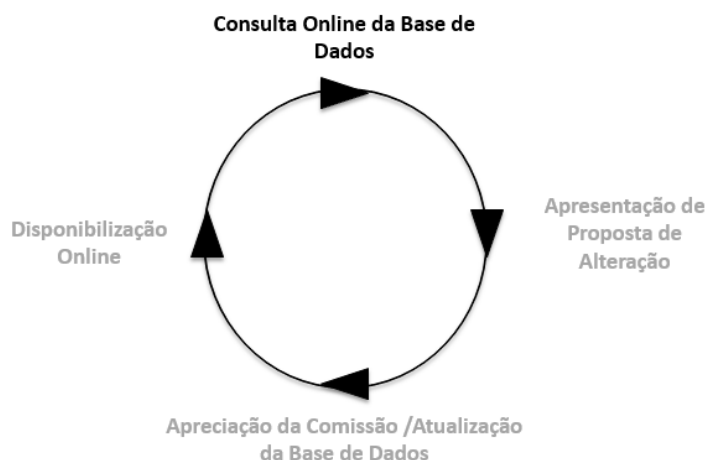 Consulta Online da Base de
Dados
Apresentação de
Proposta de
Alteração
Apreciação da Comissão /Atualização
da Base de Dados
Disponibilização
Online